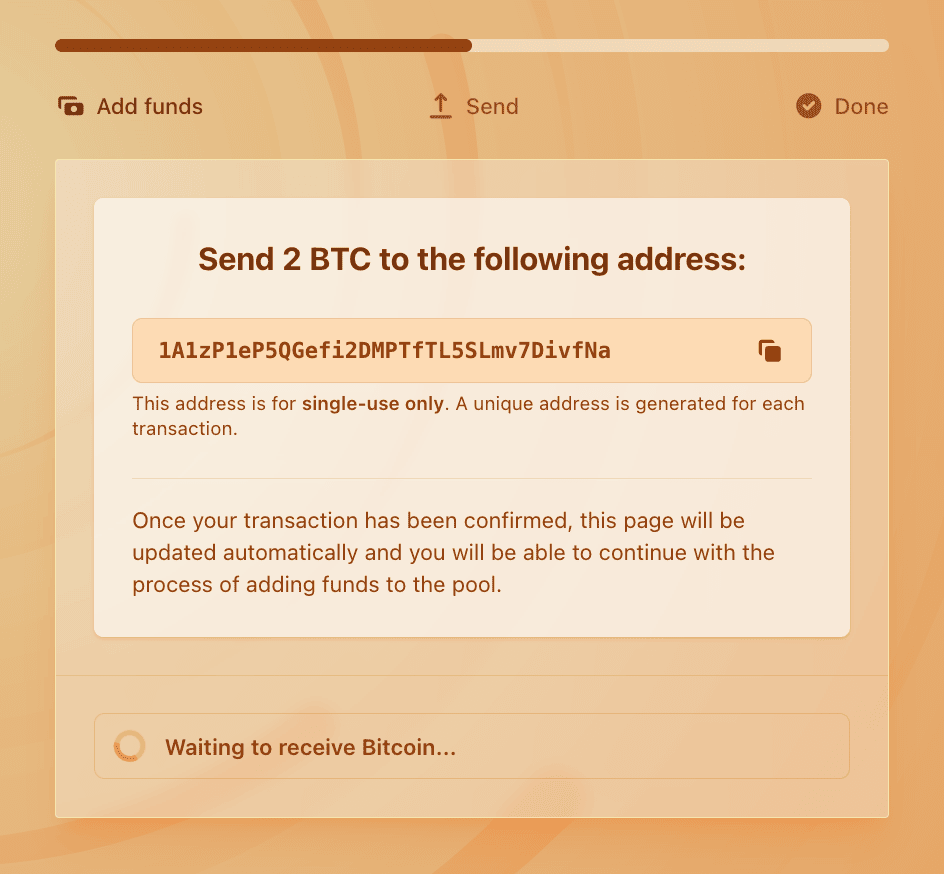 Add funds
Send
Done
Send 2 BTC to the following address:
1A1zP1eP5QGefi2DMPTfTL5SLmv7DivfNa
This address is for single-use only. A unique address is generated for each
transaction.
Once your transaction has been confirmed, this page will be
updated automatically and you will be able to continue with the
process of adding funds to the pool.
Waiting to receive Bitcoin...